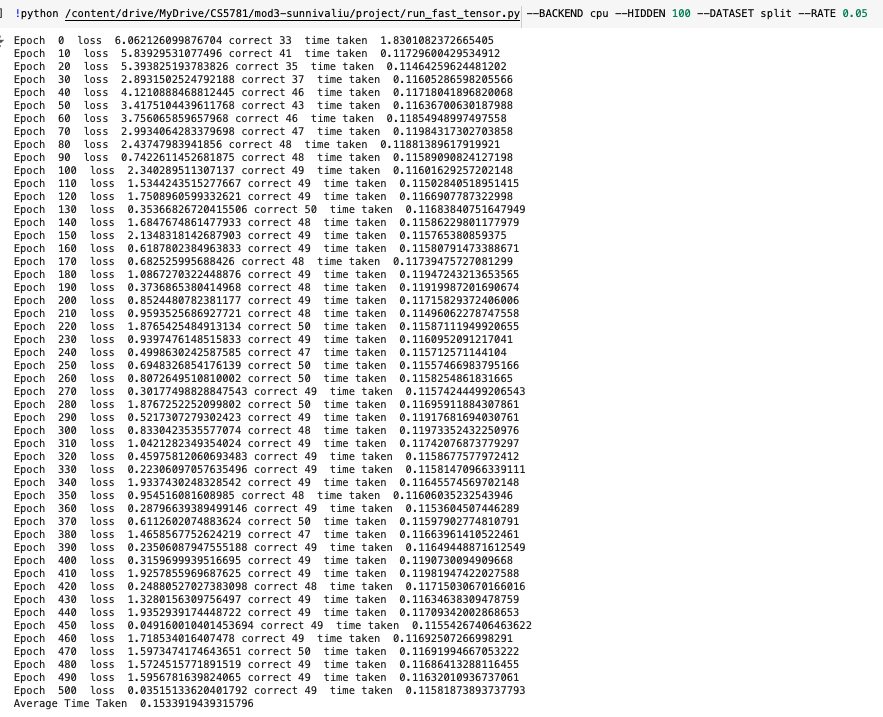 !python /content/drive/MyDrive/CS5781/mod3-sunnivaliu/project/run_fast_tensor.py --BACKEND cpu --HIDDEN 100 --DATASET split --RATE 0.05
Epoch 0 loss 6.062126099876704 correct 33 time taken 1.8301082372665405
Epoch 10 loss 5.83929531077496 correct 41 time taken 0.11729600429534912
Epoch 20 loss 5.393825193783826 correct 35 time taken 0.11464259624481202
Epoch 30 loss 2.8931502524792188 correct 37 time taken 0.11605286598205566
Epoch 40 loss 4.1210888468812445 correct 46 time taken 0.11718041896820068
Epoch 50 loss 3.4175104439611768 correct 43 time taken 0.11636700630187988
Epoch 60 loss 3.756065859657968 correct 46 time taken 0.11854948997497558
Epoch 70 loss 2.9934064283379698 correct 47 time taken 0.11984317302703858
Epoch 80 loss 2.43747983941856 correct 48 time taken 0.11881389617919921
Epoch 90 loss 0.7422611452681875 correct 48 time taken 0.11589090824127198
Epoch 100 loss 2.340289511307137 correct 49 time taken 0.11601629257202148
Epoch 110 loss 1.5344243515277667 correct 49 time taken 0.11502840518951415
Epoch 120 loss 1.7508960599332621 correct 49 time taken 0.1166907787322998
Epoch 130 loss 0.35366826720415506 correct 50 time taken 0.11683840751647949
Epoch 140 loss 1.6847674861477933 correct 48 time taken 0.11586229801177979
Epoch 150 loss 2.1348318142687903 correct 49 time taken 0.115765380859375
Epoch 160 loss 0.6187802384963833 correct 49 time taken 0.11580791473388671
Epoch 170 loss 0.682525995688426 correct 48 time taken 0.11739475727081299
Epoch 180 loss 1.0867270322448876 correct 49 time taken 0.11947243213653565
Epoch 190 loss 0.3736865380414968 correct 48 time taken 0.11919987201690674
Epoch 200 loss 0.8524480782381177 correct 49 time taken 0.11715829372406006
Epoch 210 loss 0.9593525686927721 correct 48 time taken 0.11496062278747558
Epoch 220 loss 1.8765425484913134 correct 50 time taken 0.11587111949920655
Epoch 230 loss 0.9397476148515833 correct 49 time taken 0.1160952091217041
Epoch 240 loss 0.4998630242587585 correct 47 time taken 0.115712571144104
Epoch 250 loss 0.6948326854176139 correct 50 time taken 0.11557466983795166
Epoch 260 loss 0.8072649510810002 correct 50 time taken 0.1158254861831665
Epoch 270 loss 0.30177498828847543 correct 49 time taken 0.11574244499206543
Epoch 280 loss 1.8767252252099802 correct 50 time taken 0.11695911884307861
Epoch 290 loss 0.5217307279302423 correct 49 time taken 0.11917681694030761
Epoch 300 loss 0.8330423535577074 correct 48 time taken 0.11973352432250976
Epoch 310 loss 1.0421282349354024 correct 49 time taken 0.11742076873779297
Epoch 320 loss 0.45975812060693483 correct 49 time taken 0.1158677577972412
Epoch 330 loss 0.22306097057635496 correct 49 time taken 0.11581470966339111
Epoch 340 loss 1.9337430248328542 correct 49 time taken 0.11645574569702148
Epoch 350 loss 0.954516081608985 correct 48 time taken 0.11606035232543946
Epoch 360 loss 0.28796639389499146 correct 49 time taken 0.1153604507446289
Epoch 370 loss 0.6112602074883624 correct 50 time taken 0.11597902774810791
Epoch 380 loss 1.4658567752624219 correct 47 time taken 0.11663961410522461
Epoch 390 loss 0.23506087947555188 correct 49 time taken 0.11649448871612549
Epoch 400 loss 0.3159699939516695 correct 49 time taken 0.1190730094909668
Epoch 410 loss 1.9257855969687625 correct 49 time taken 0.11981947422027588
Epoch 420 loss 0.24880527027383098 correct 48 time taken 0.11715030670166016
Epoch 430 loss 1.3280156309756497 correct 49 time taken 0.11634638309478759
Epoch 440 loss 1.9352939174448722 correct 49 time taken 0.11709342002868653
Epoch 450 loss 0.049160010401453694 correct 49 time taken 0.11554267406463622
Epoch 460 loss 1.718534016407478 correct 49 time taken 0.11692507266998291
Epoch 470 loss 1.5973474174643651 correct 50 time taken 0.11691994667053222
Epoch 480 loss 1.5724515771891519 correct 49 time taken 0.11686413288116455
Epoch 490 loss 1.5956781639824065 correct 49 time taken 0.11632010936737061
Epoch 500 loss 0.03515133620401792 correct 49 time taken 0.11581873893737793
Average Time Taken 0.1533919439315796